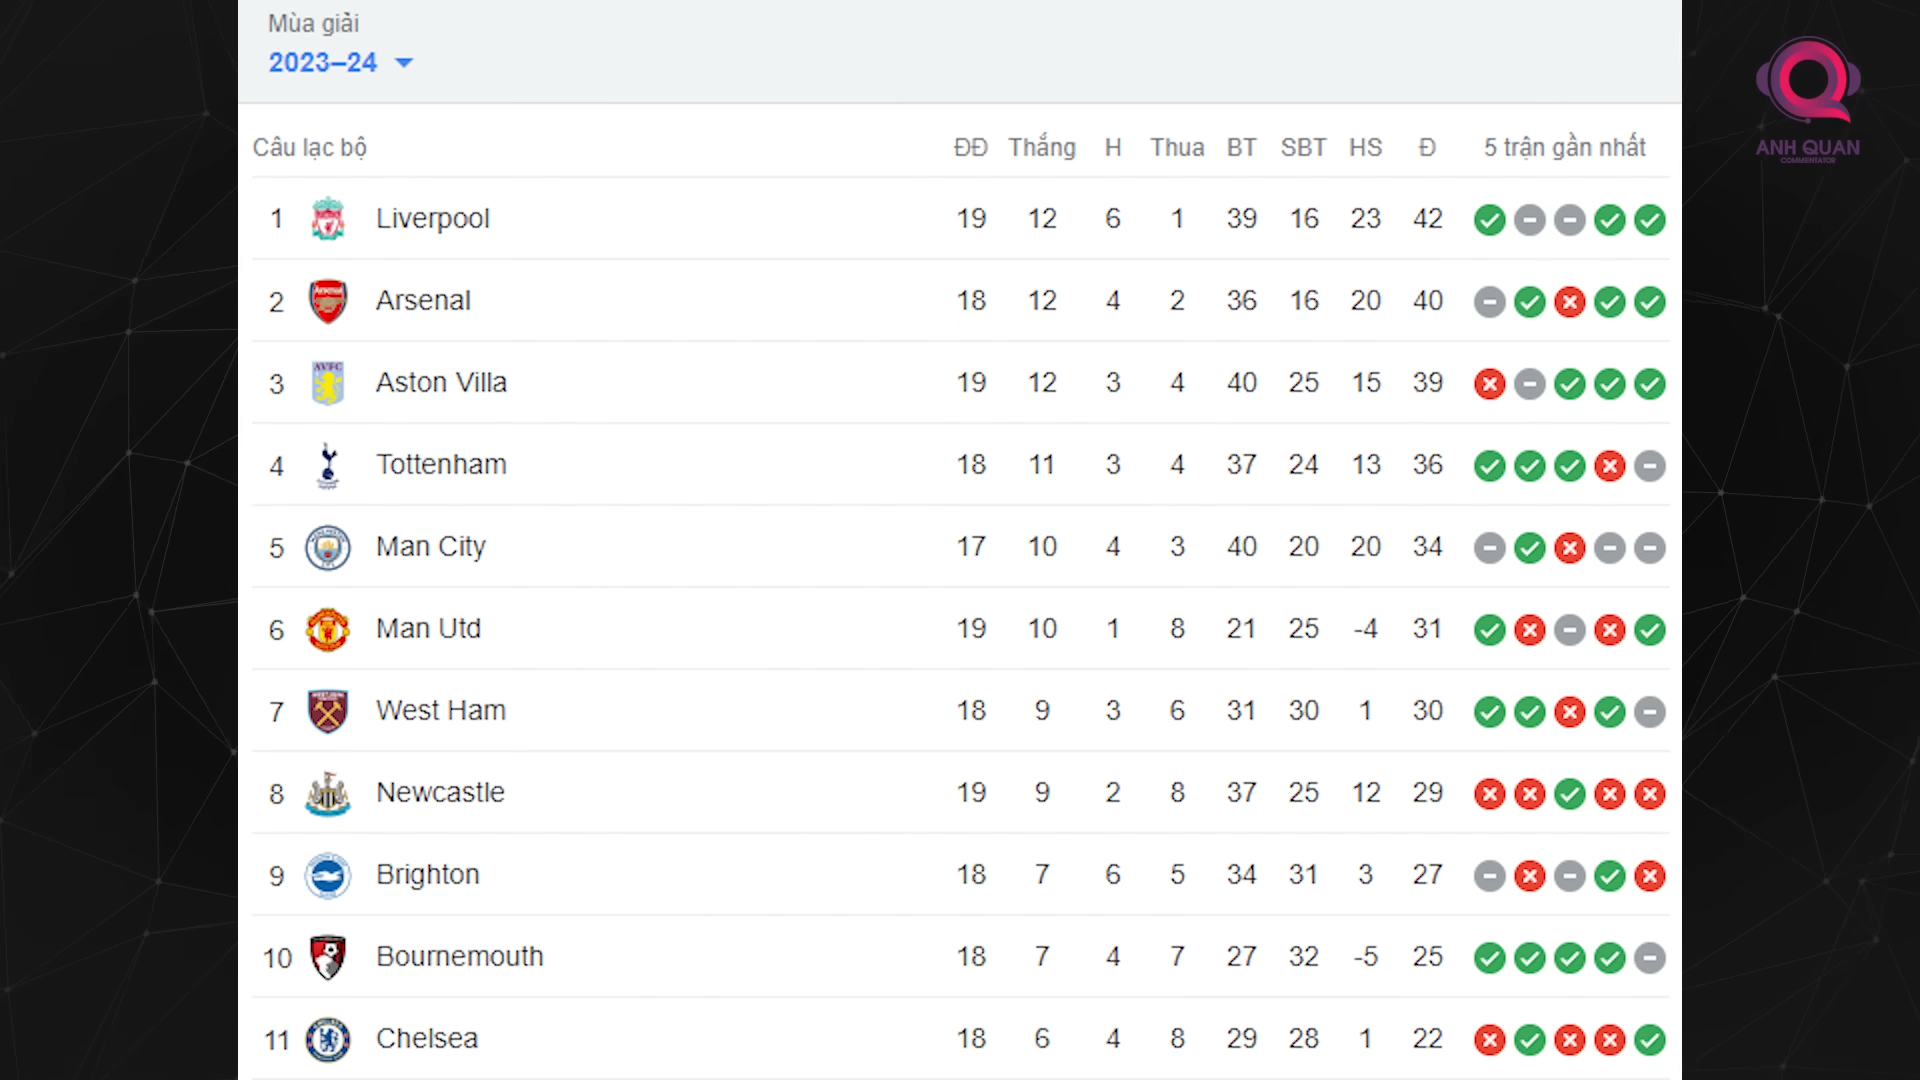 Mùa giải
2023–24
ANH QUAN
COMMENTATOR
Câu lạc bộ ĐĐ Thắng H Thua BT SBT HS Đ 5 trận gần nhất
1 Liverpool 19 12 6 1 39 16 23 42
2 Arsenal 18 12 4 2 36 16 20 40
3 Aston Villa 19 12 3 4 40 25 15 39
4 Tottenham 18 11 3 4 37 24 13 36
5 Man City 17 10 4 3 40 20 20 34
6 Man Utd 19 10 1 8 21 25 -4 31
7 West Ham 18 9 3 6 31 30 1 30
8 Newcastle 19 9 2 8 37 25 12 29
9 Brighton 18 7 6 5 34 31 3 27
10 Bournemouth 18 7 4 7 27 32 -5 25
11 Chelsea 18 6 4 8 29 28 1 22